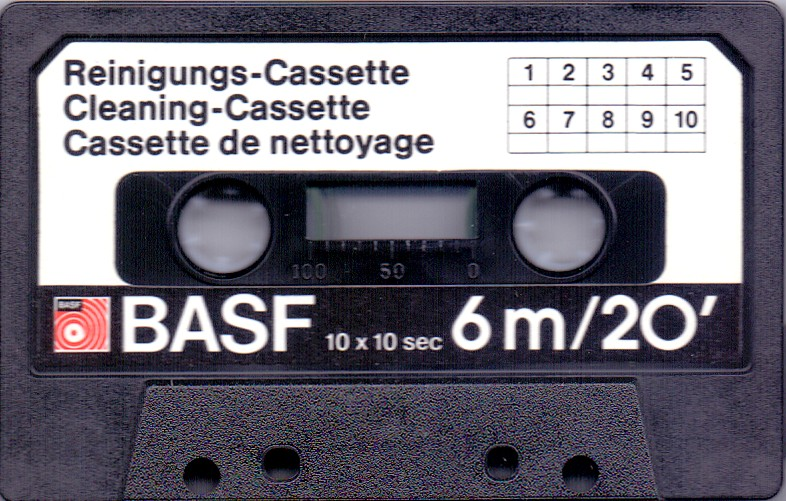 Reinigungs-Cassette
Cleaning-Cassette
Cassette de nettoyage
1 2 3 4 5
6 7 8 9 10
100 50 0
BASF
BASF 10 x 10 sec 6m/20'